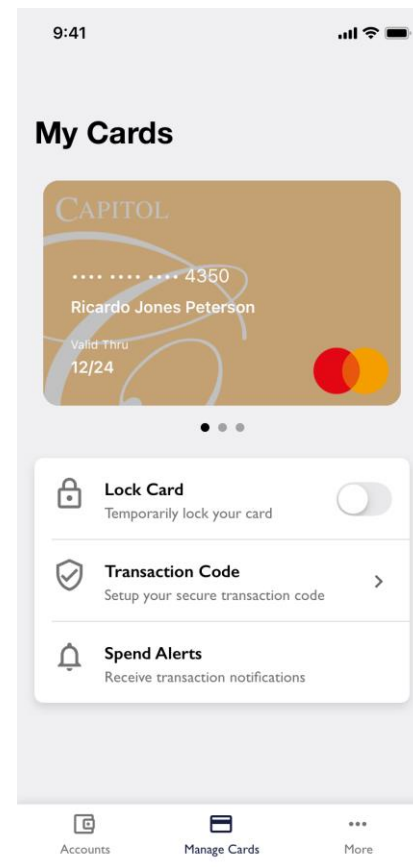 9:41
My Cards
CAPITOL
•••• •••• •••• 4350
Ricardo Jones Peterson
Valid Thru
12/24
Lock Card
Temporarily lock your card
Transaction Code
Setup your secure transaction code
Spend Alerts
Receive transaction notifications
Accounts
Manage Cards
More